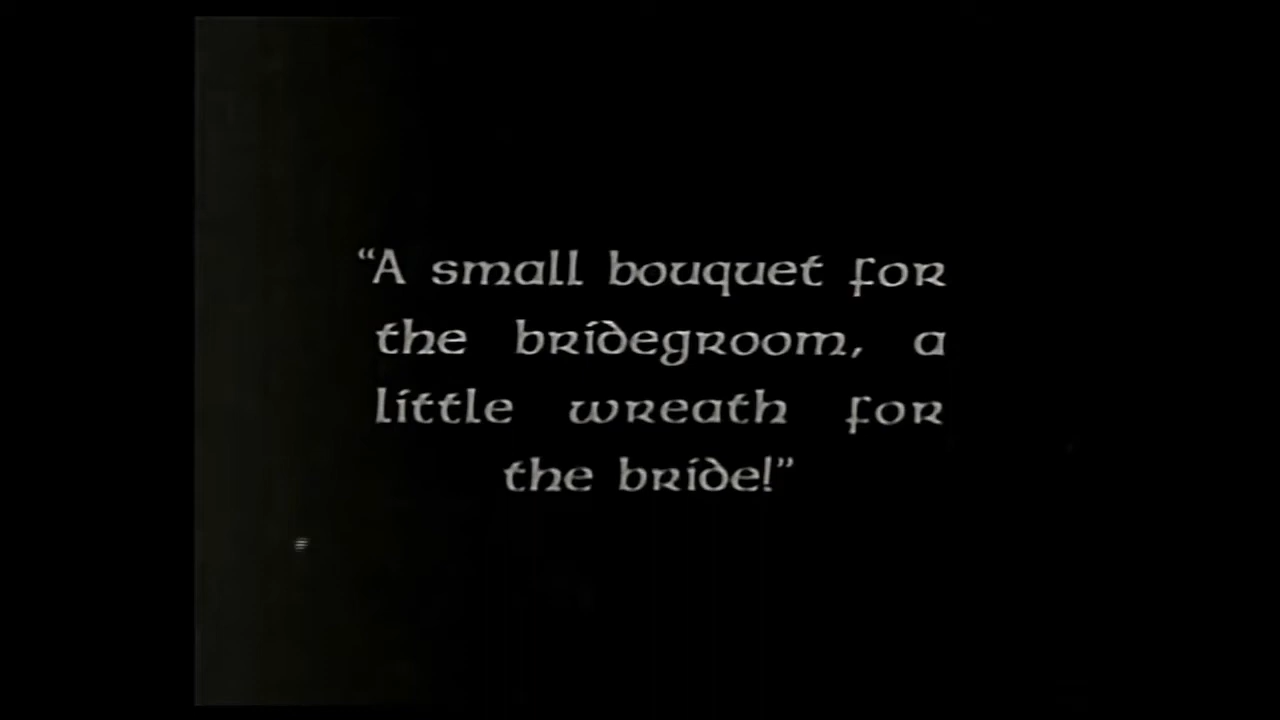 “A small bouquet for
the bridegroom, a
little wreath for
the bride!”